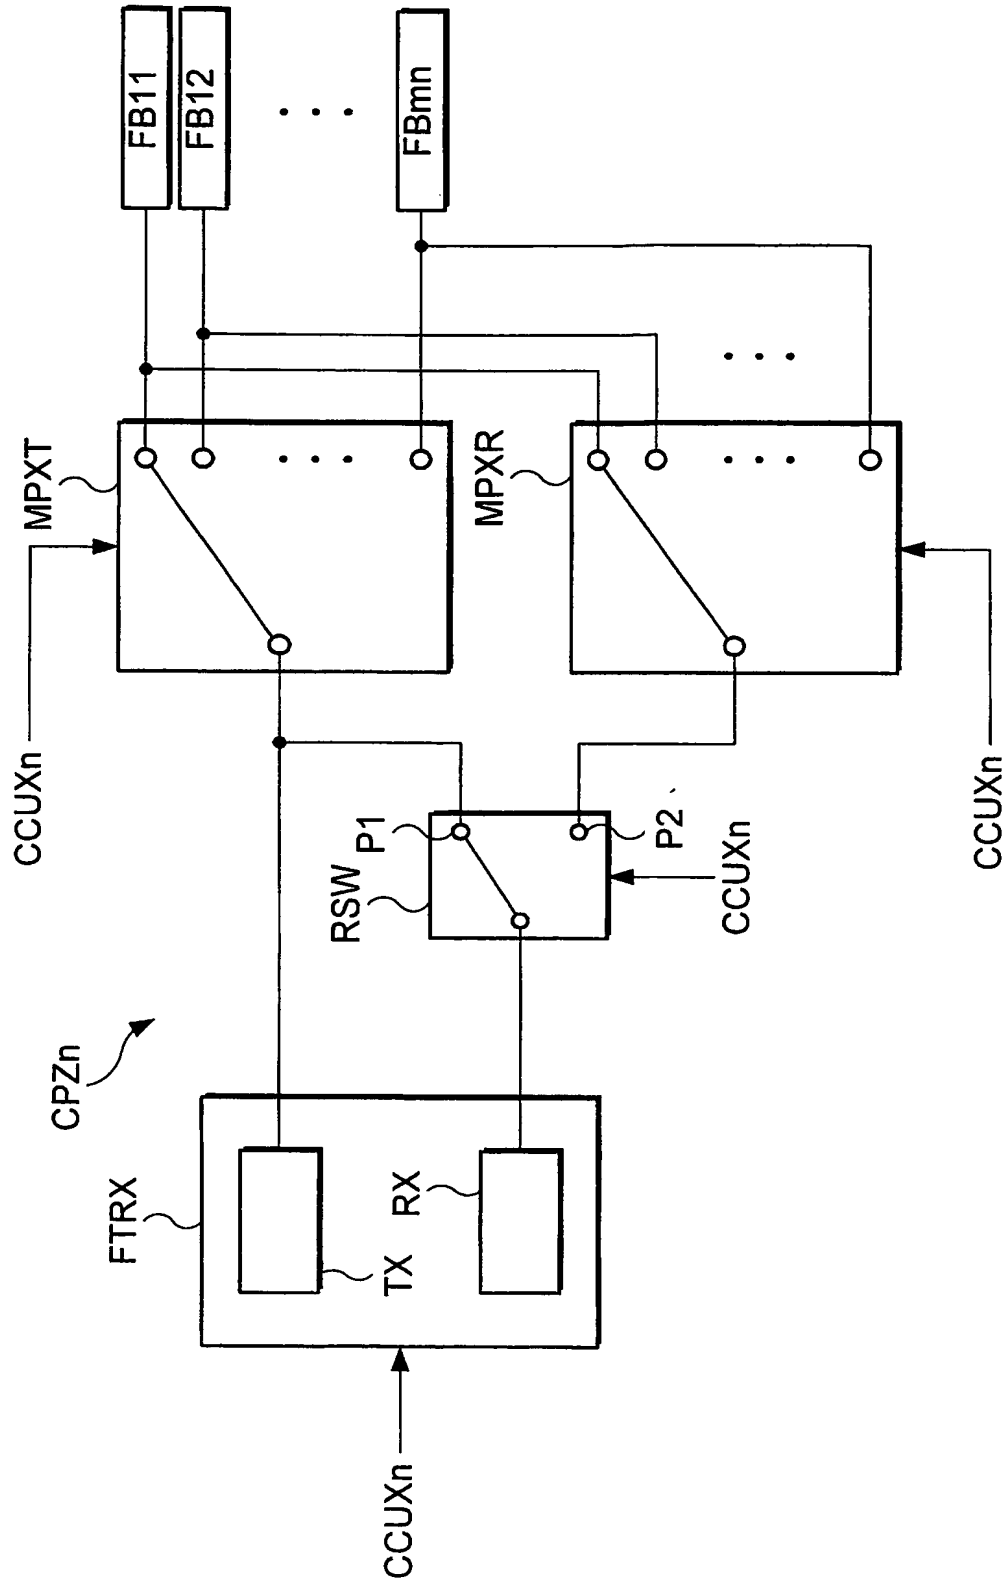 CPZn
FTRX
TX
RX
CCUXn
RSW
P1
P2
CCUXn
CCUXn
MPXT
MPXR
CCUXn
FB11
FB12
FBmn